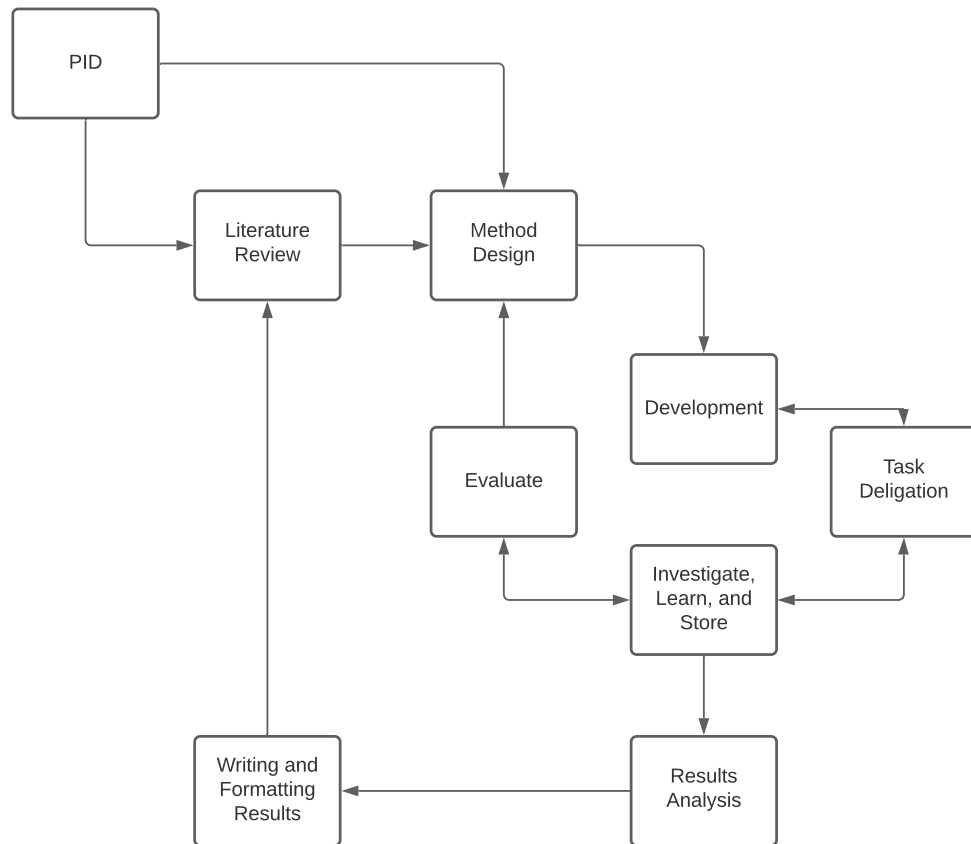 PID
Literature
Review
Method
Design
Development
Evaluate
Task
Deligation
Investigate,
Learn, and
Store
Writing and
Formatting
Results
Results
Analysis